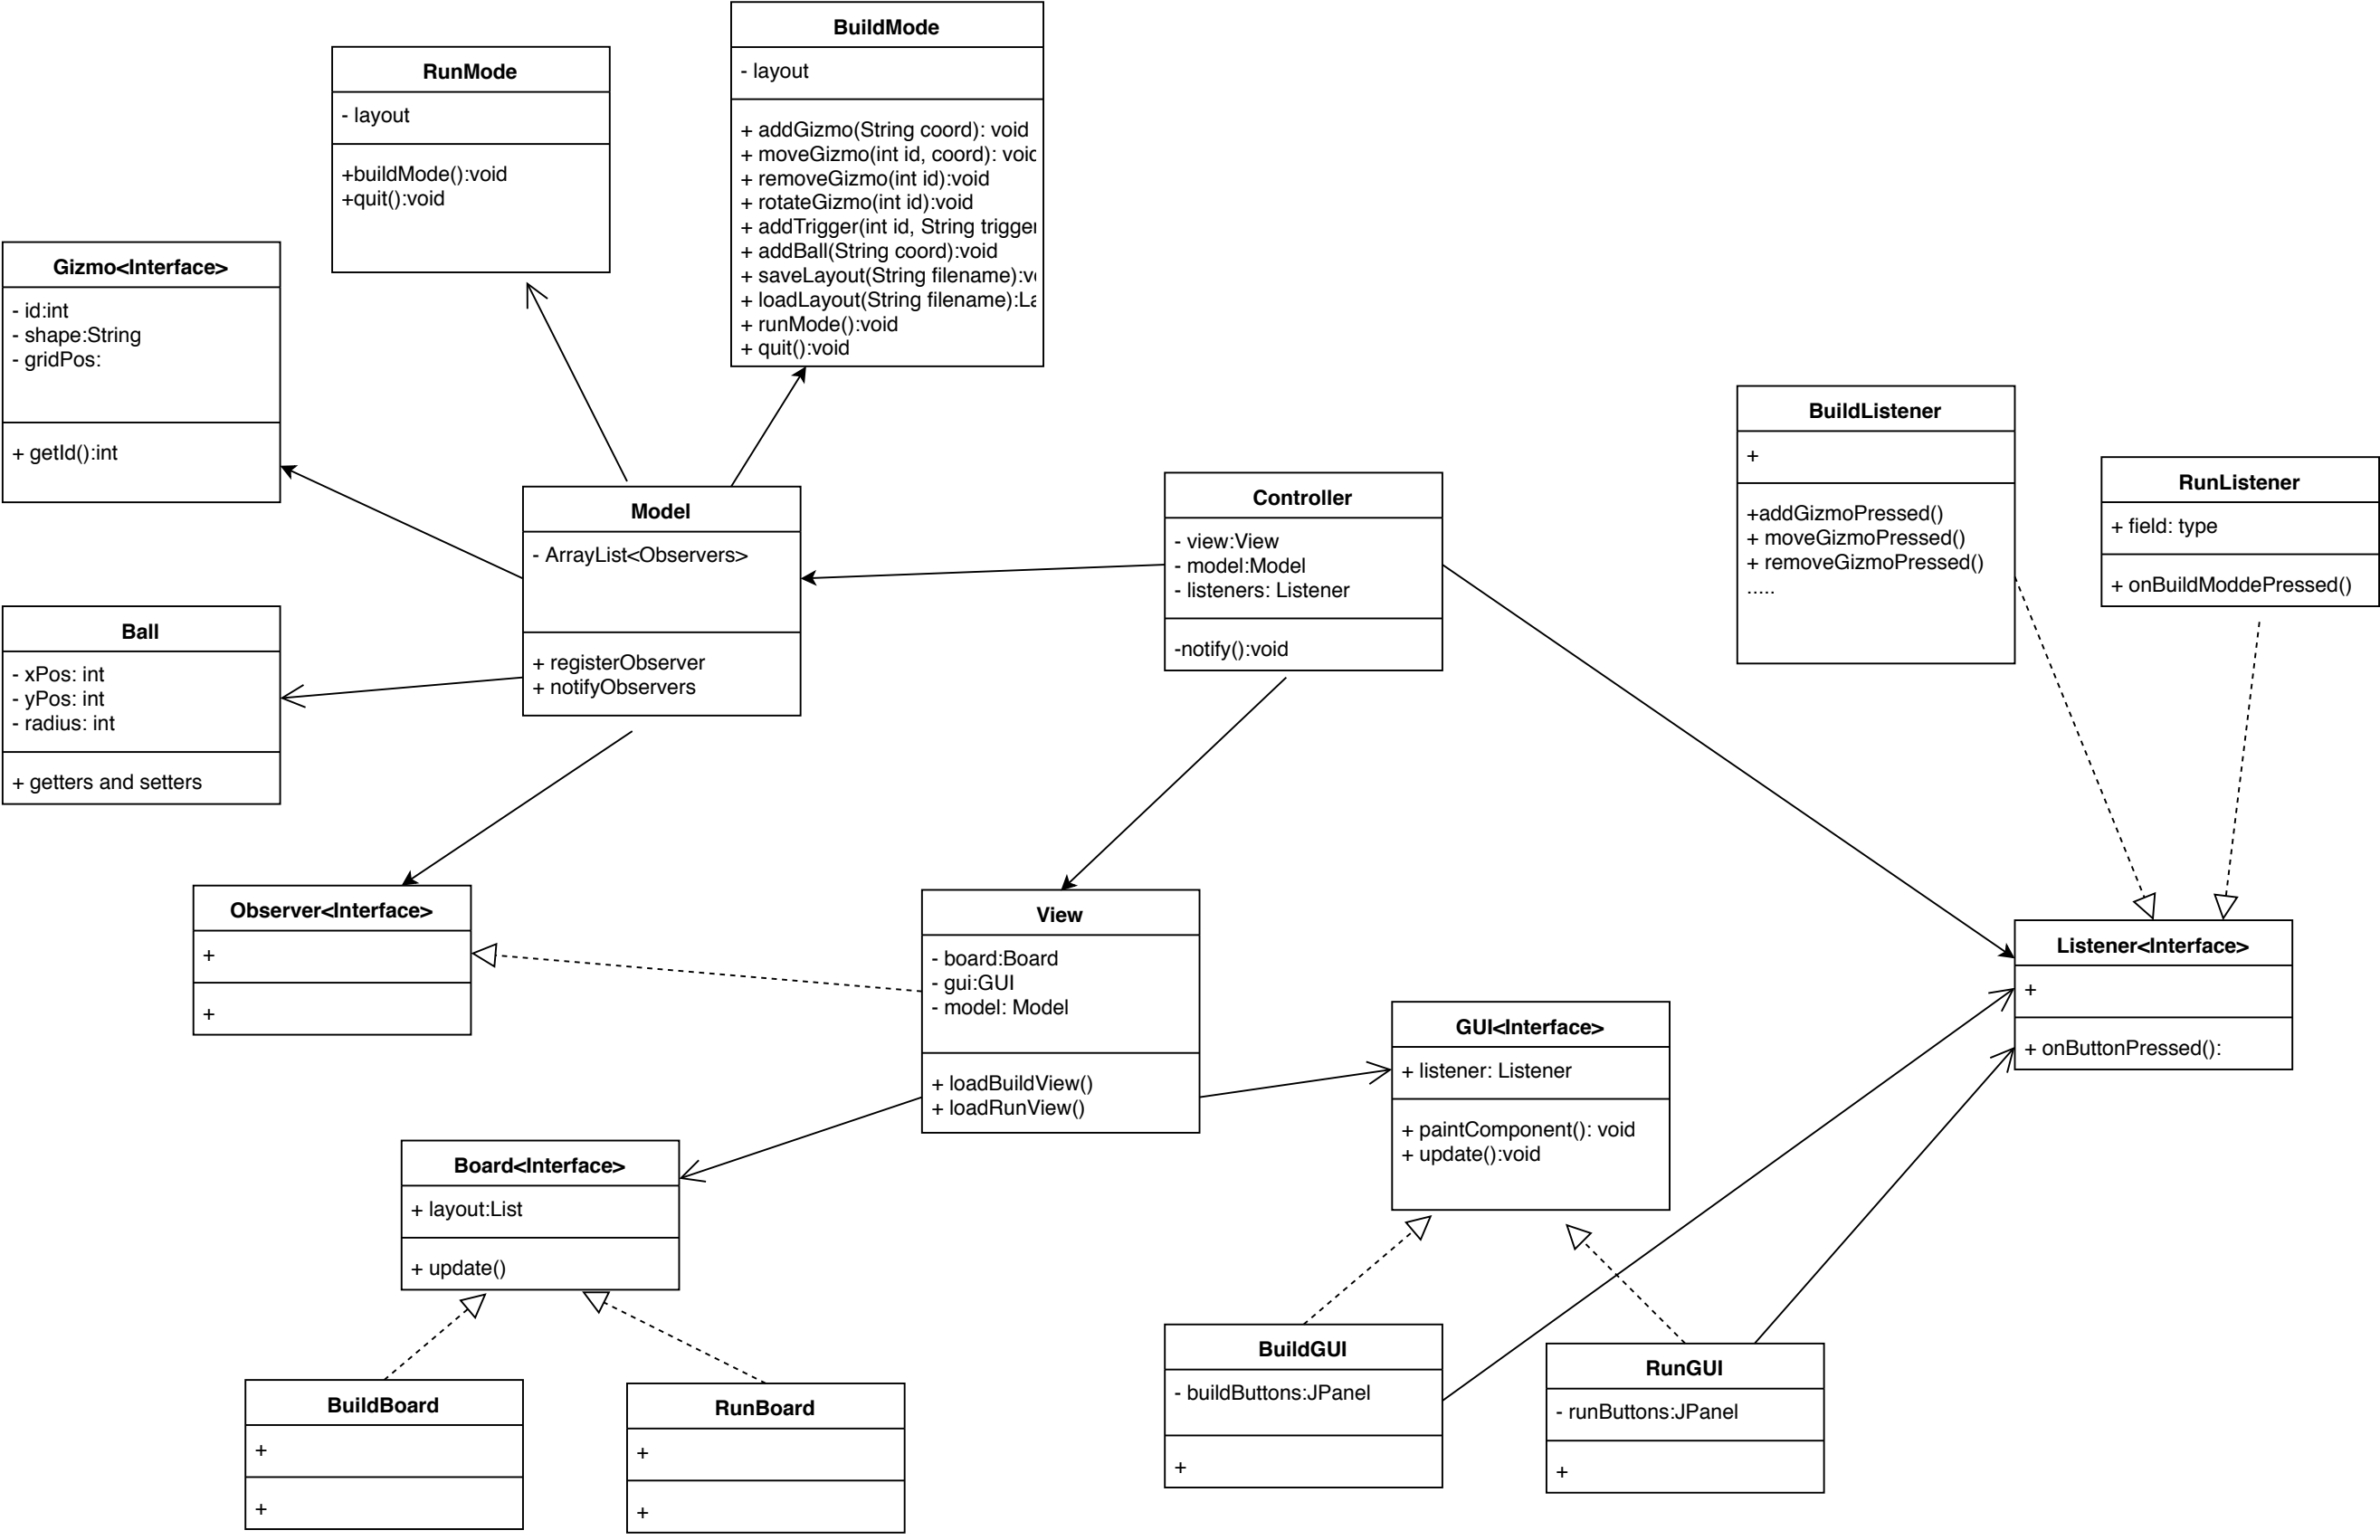 BuildMode
- layout
+ addGizmo(String coord): void
+ moveGizmo(int id, coord): voic
+ removeGizmo(int id):void
+ rotateGizmo(int id):void
+ addTrigger(int id, String trigger
+ addBall(String coord):void
+ saveLayout(String filename):v
+ loadLayout(String filename):La
+ runMode():void
+ quit():void
RunMode
- layout
+buildMode():void
+quit():void
Gizmo<Interface>
- id:int
- shape:String
- gridPos:
+ getId():int
BuildListener
+
+addGizmoPressed()
+ moveGizmoPressed()
+ removeGizmoPressed()
.....
RunListener
+ field: type
+ onBuildModdePressed()
Model
- ArrayList<Observers>
+ registerObserver
+ notifyObservers
Controller
- view:View
- model:Model
- listeners: Listener
-notify():void
Ball
- xPos: int
- yPos: int
- radius: int
+ getters and setters
Observer<Interface>
+
+
View
- board:Board
- gui:GUI
- model: Model
+ loadBuildView()
+ loadRunView()
Listener<Interface>
+
+ onButtonPressed():
GUI<Interface>
+ listener: Listener
+ paintComponent(): void
+ update():void
Board<Interface>
+ layout:List
+ update()
BuildGUI
- buildButtons:JPanel
+
RunGUI
- runButtons:JPanel
+
BuildBoard
+
+
RunBoard
+
+